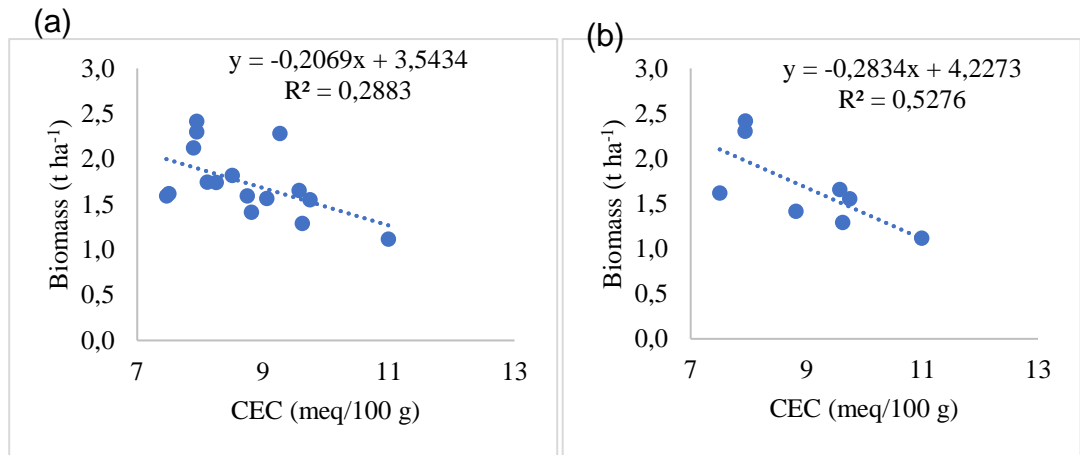 (a)
y = -0,2069x + 3,5434
R² = 0,2883
3,0
2,5
2,0
1,5
1,0
0,5
0,0
Biomass (t ha⁻¹)
7 9 11 13
CEC (meq/100 g)
(b)
y = -0,2834x + 4,2273
R² = 0,5276
3,0
2,5
2,0
1,5
1,0
0,5
0,0
Biomass (t ha⁻¹)
7 9 11 13
CEC (meq/100 g)